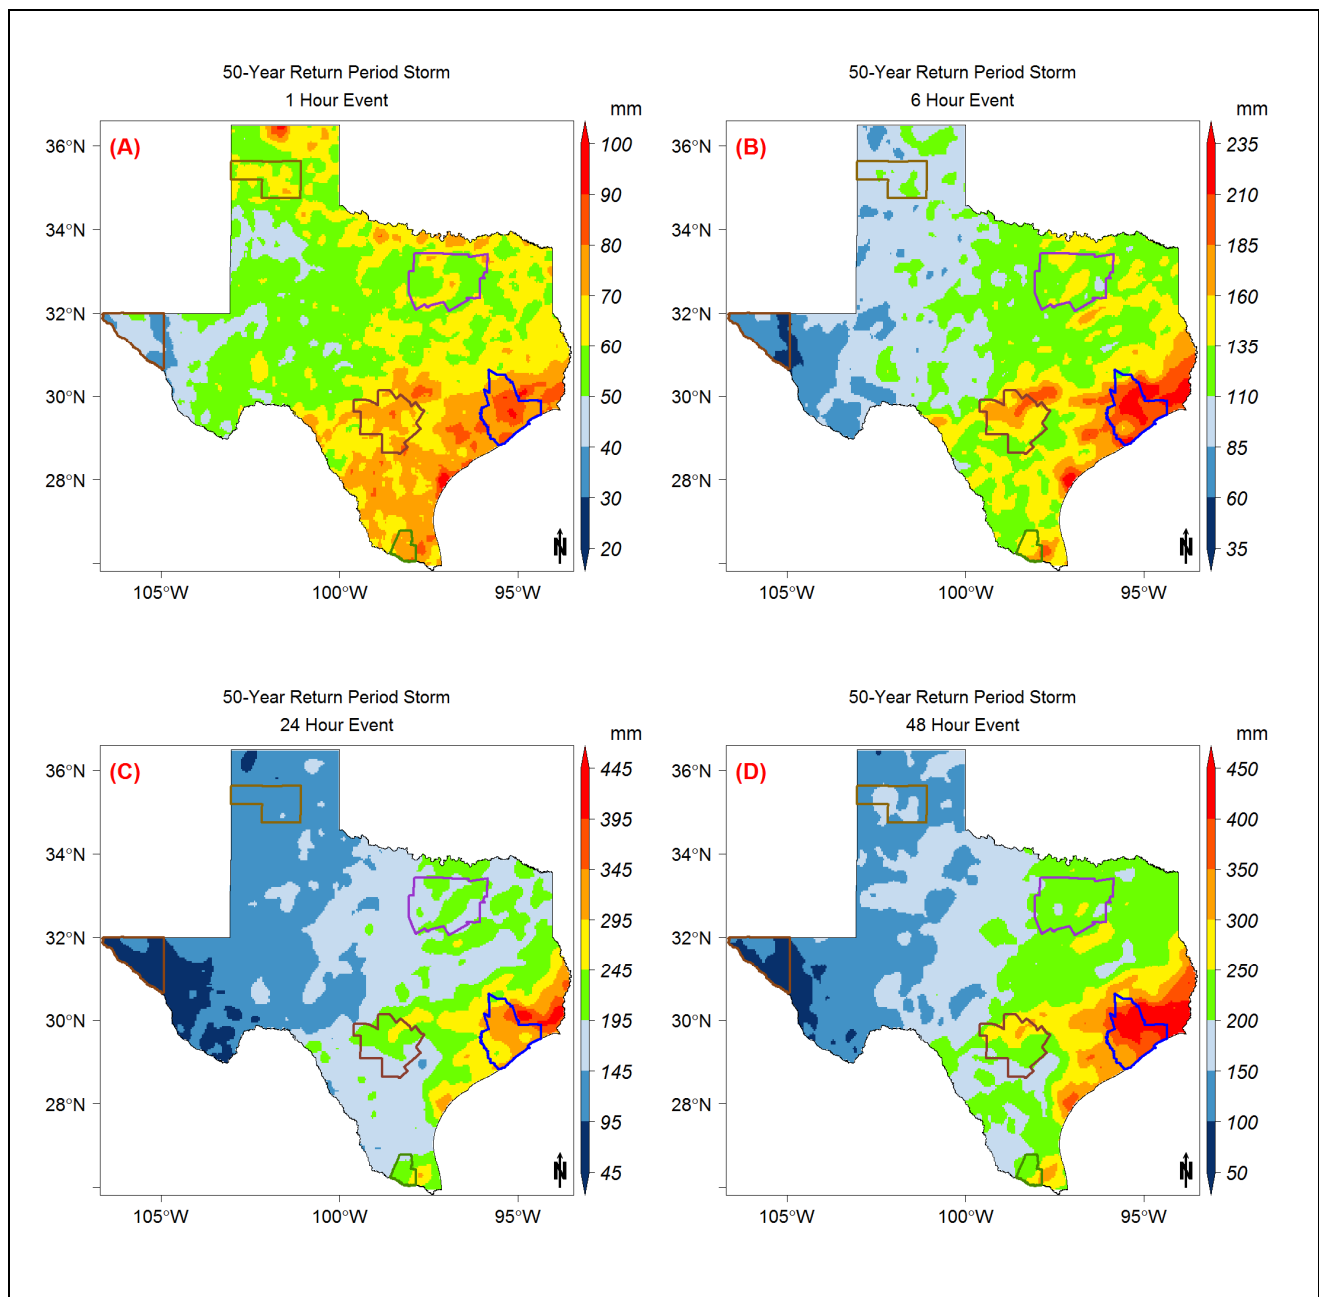 50-Year Return Period Storm
1 Hour Event
mm
(A)
36°N
34°N
32°N
30°N
28°N
105°W
100°W
95°W
100
90
80
70
60
50
40
30
20
N
50-Year Return Period Storm
6 Hour Event
mm
(B)
36°N
34°N
32°N
30°N
28°N
105°W
100°W
95°W
235
210
185
160
135
110
85
60
35
N
50-Year Return Period Storm
24 Hour Event
mm
(C)
36°N
34°N
32°N
30°N
28°N
105°W
100°W
95°W
445
395
345
295
245
195
145
95
45
N
50-Year Return Period Storm
48 Hour Event
mm
(D)
36°N
34°N
32°N
30°N
28°N
105°W
100°W
95°W
450
400
350
300
250
200
150
100
50
N